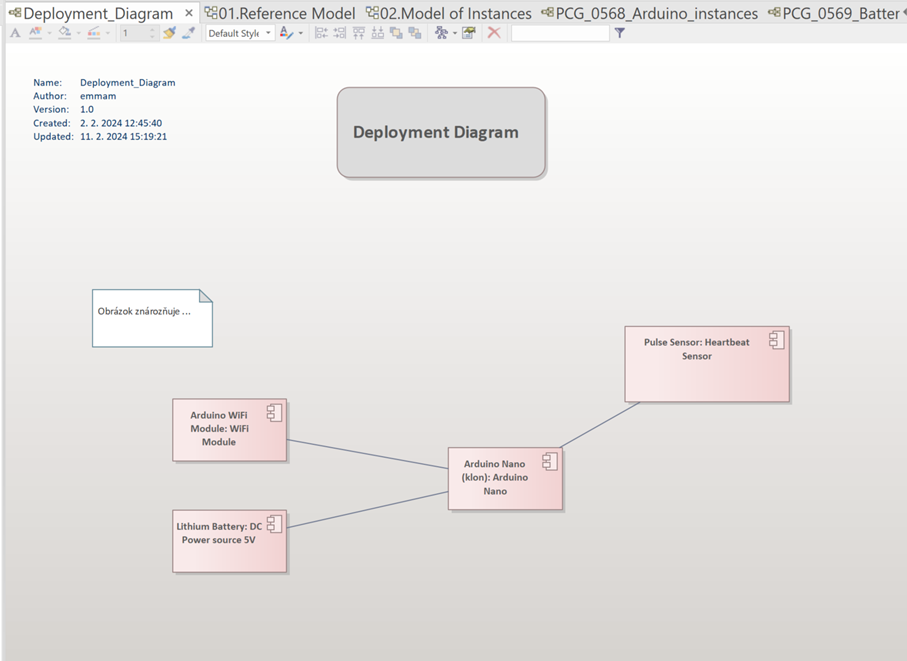 Deployment_Diagram × 01.Reference Model 02.Model of Instances PCG_0568_Arduino_instances PCG_0569_Batter
A 1 Default Style A
Name: Deployment_Diagram
Author: emmam
Version: 1.0
Created: 2. 2. 2024 12:45:40
Updated: 11. 2. 2024 15:19:21
Deployment Diagram
Obrázok znározňuje ...
Pulse Sensor: Heartbeat
Sensor
Arduino WiFi
Module: WiFi
Module
Arduino Nano
(klon): Arduino
Nano
Lithium Battery: DC
Power source 5V